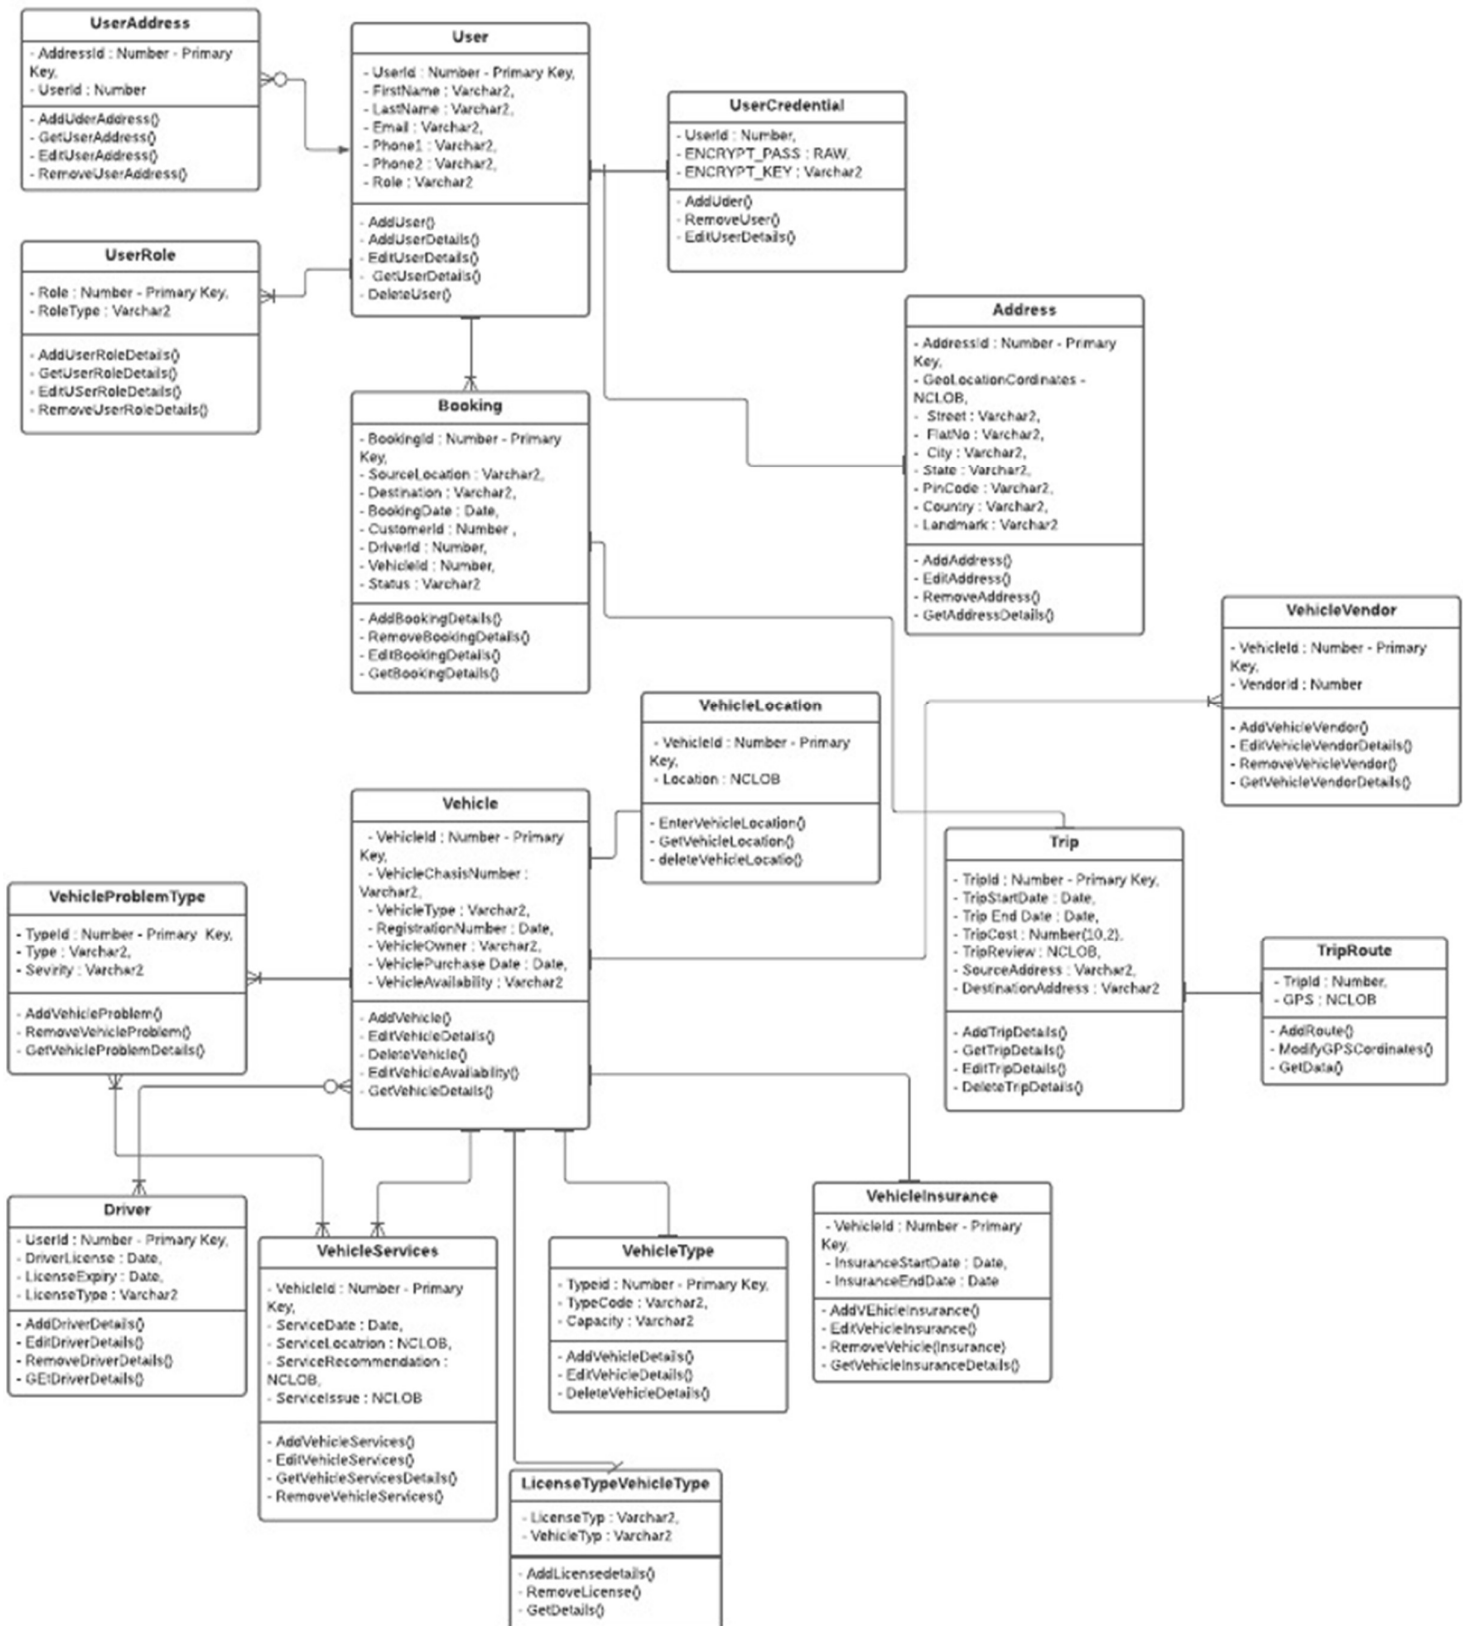 UserAddress
- AddressId : Number - Primary
Key,
- UserId : Number
- AddUderAddress()
- GetUserAddress()
- EditUserAddress()
- RemoveUserAddress()
User
- UserId : Number - Primary Key,
- FirstName : Varchar2,
- LastName : Varchar2,
- Email : Varchar2,
- Phone1 : Varchar2,
- Phone2 : Varchar2,
- Role : Varchar2
- AddUser()
- AddUserDetails()
- EditUserDetails()
- GetUserDetails()
- DeleteUser()
UserCredential
- UserId : Number,
- ENCRYPT_PASS : RAW,
- ENCRYPT_KEY : Varchar2
- AddUder()
- RemoveUser()
- EditUserDetails()
UserRole
- Role : Number - Primary Key,
- RoleType : Varchar2
- AddUserRoleDetails()
- GetUserRoleDetails()
- EditUSerRoleDetails()
- RemoveUserRoleDetails()
Address
- AddressId : Number - Primary
Key,
- GeoLocationCordinates -
NCLOB,
- Street : Varchar2,
- FlatNo : Varchar2,
- City : Varchar2,
- State : Varchar2,
- PinCode : Varchar2,
- Country : Varchar2,
- Landmark : Varchar2
- AddAddress()
- EditAddress()
- RemoveAddress()
- GetAddressDetails()
Booking
- BookingId : Number - Primary
Key,
- SourceLocation : Varchar2,
- Destination : Varchar2,
- BookingDate : Date,
- CustomerId : Number ,
- DriverId : Number,
- VehicleId : Number,
- Status : Varchar2
- AddBookingDetails()
- RemoveBookingDetails()
- EditBookingDetails()
- GetBookingDetails()
VehicleVendor
- VehicleId : Number - Primary
Key,
- VendorId : Number
- AddVehicleVendor()
- EditVehicleVendorDetails()
- RemoveVehicleVendor()
- GetVehicleVendorDetails()
VehicleLocation
- VehicleId : Number - Primary
Key,
- Location : NCLOB
- EnterVehicleLocation()
- GetVehicleLocation()
- deleteVehicleLocatio()
Vehicle
- VehicleId : Number - Primary
Key,
- VehicleChasisNumber :
Varchar2,
- VehicleType : Varchar2,
- RegistrationNumber : Date,
- VehicleOwner : Varchar2,
- VehiclePurchase Date : Date,
- VehicleAvailability : Varchar2
- AddVehicle()
- EditVehicleDetails()
- DeleteVehicle()
- EditVehicleAvailability()
- GetVehicleDetails()
Trip
- TripId : Number - Primary Key,
- TripStartDate : Date,
- Trip End Date : Date,
- TripCost : Number(10,2),
- TripReview : NCLOB,
- SourceAddress : Varchar2,
- DestinationAddress : Varchar2
- AddTripDetails()
- GetTripDetails()
- EditTripDetails()
- DeleteTripDetails()
TripRoute
- TripId : Number,
- GPS : NCLOB
- AddRoute()
- ModifyGPSCordinates()
- GetData()
VehicleProblemType
- TypeId : Number - Primary Key,
- Type : Varchar2,
- Sevirity : Varchar2
- AddVehicleProblem()
- RemoveVehicleProblem()
- GetVehicleProblemDetails()
Driver
- UserId : Number - Primary Key,
- DriverLicense : Date,
- LicenseExpiry : Date,
- LicenseType : Varchar2
- AddDriverDetails()
- EditDriverDetails()
- RemoveDriverDetails()
- GEtDriverDetails()
VehicleServices
- VehicleId : Number - Primary
Key,
- ServiceDate : Date,
- ServiceLocatrion : NCLOB,
- ServiceRecommendation :
NCLOB,
- ServiceIssue : NCLOB
- AddVehicleServices()
- EditVehicleServices()
- GetVehicleServicesDetails()
- RemoveVehicleServices()
VehicleType
- Typeid : Number - Primary Key,
- TypeCode : Varchar2,
- Capacity : Varchar2
- AddVehicleDetails()
- EditVehicleDetails()
- DeleteVehicleDetails()
VehicleInsurance
- VehicleId : Number - Primary
Key,
- InsuranceStartDate : Date,
- InsuranceEndDate : Date
- AddVEhicleInsurance()
- EditVehicleInsurance()
- RemoveVehicle(Insurance)
- GetVehicleInsuranceDetails()
LicenseTypeVehicleType
- LicenseTyp : Varchar2,
- VehicleTyp : Varchar2
- AddLicensedetails()
- RemoveLicense()
- GetDetails()